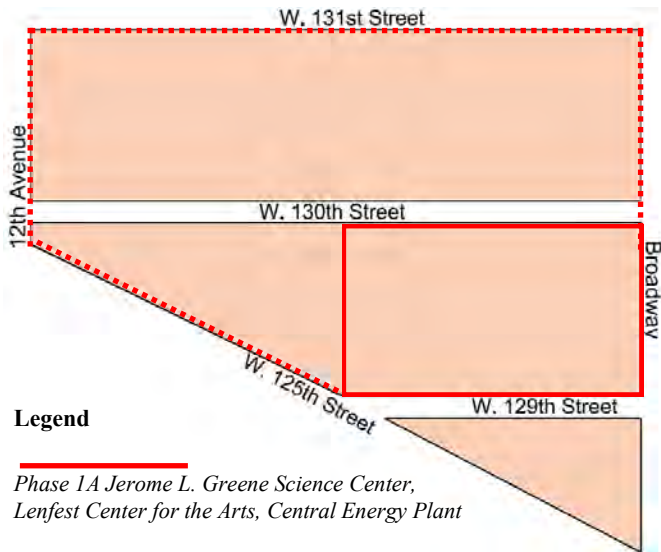 W. 131st Street
12th Avenue
W. 130th Street
Broadway
W. 125th Street
W. 129th Street
Legend
Phase 1A Jerome L. Greene Science Center,
Lenfest Center for the Arts, Central Energy Plant